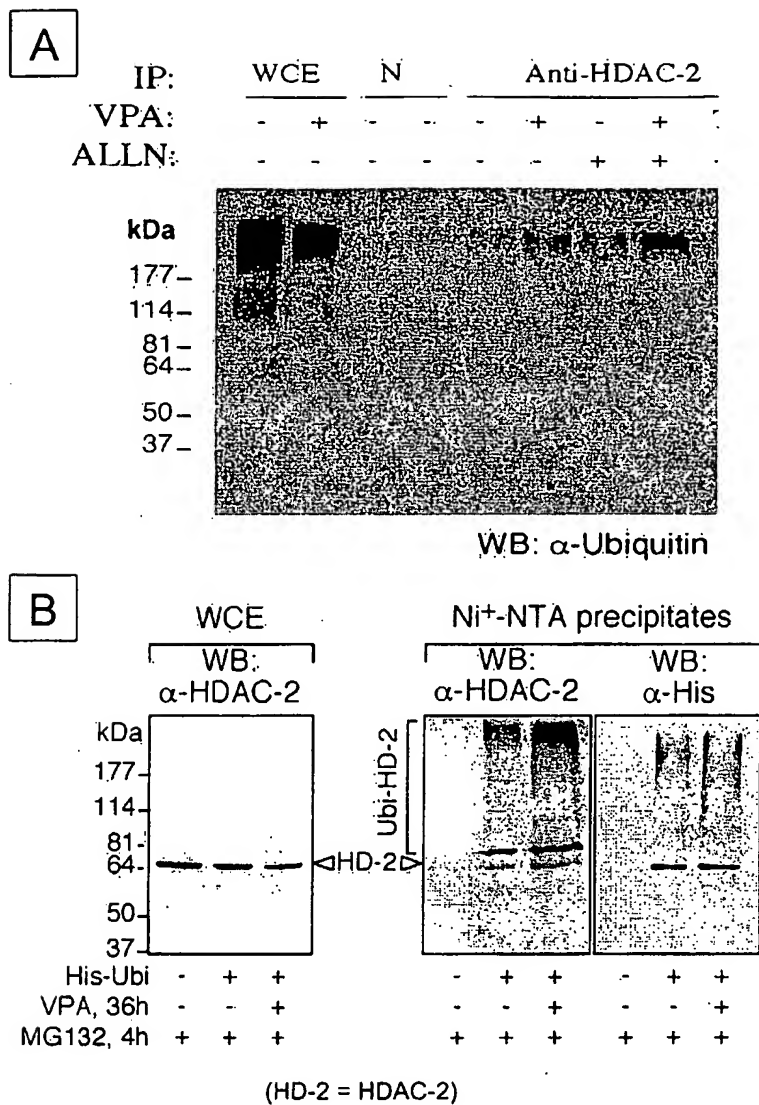 A
IP: WCE N Anti-HDAC-2
VPA: - + - - - + - +
ALLN: - - - - - - + + -
kDa
177
114
81
64
50
37
WB: α-Ubiquitin
B
WCE Ni+-NTA precipitates
WB: WB: WB:
α-HDAC-2 α-HDAC-2 α-His
kDa
177
114
81
64
50
37
Ubi-HD-2
HD-2
His-Ubi - + + - + + - + +
VPA, 36h - - + - - + - - +
MG132, 4h + + + + + + + + +
(HD-2 = HDAC-2)